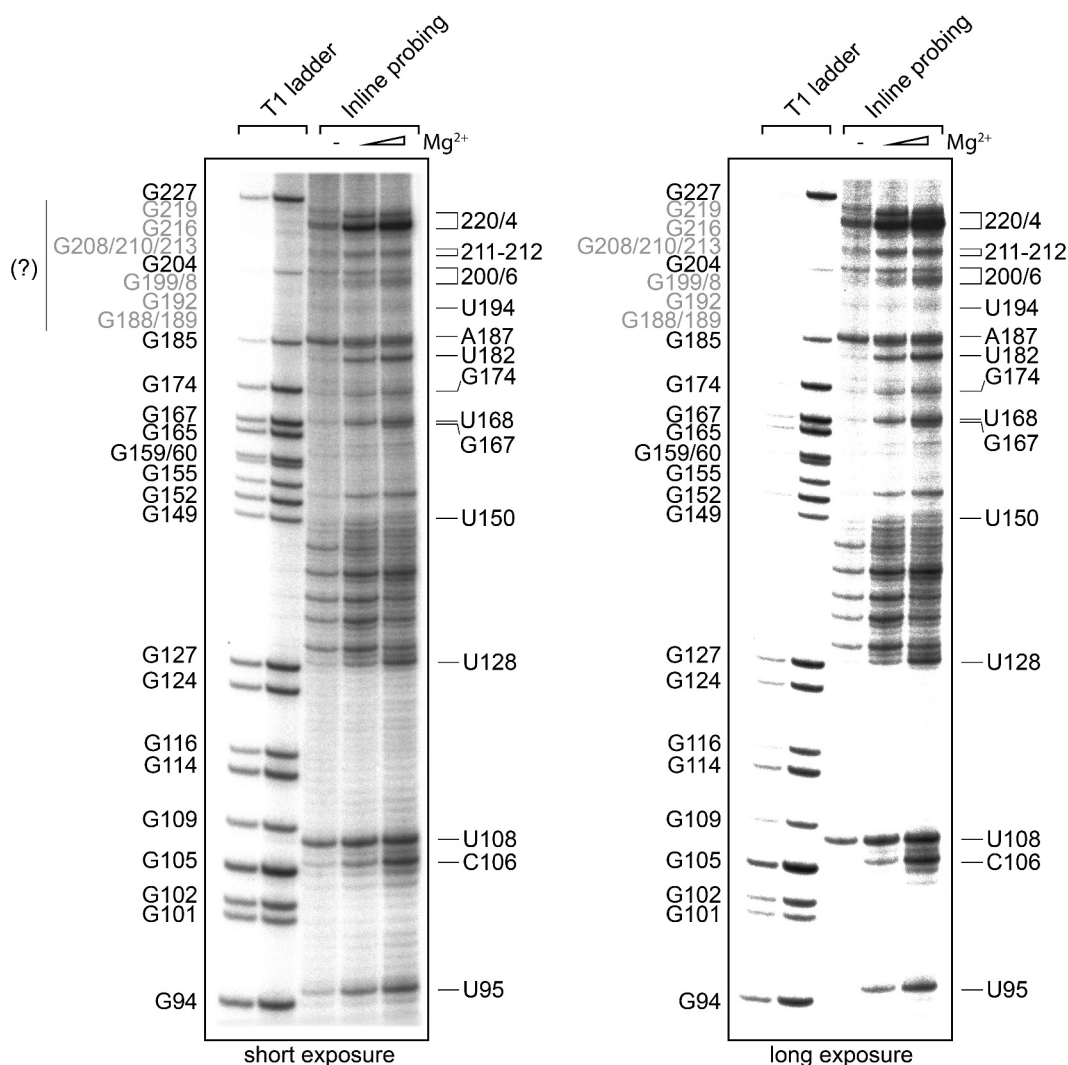 T1 ladder
Inline probing
- Mg2+
G227
G219
G216
G208/210/213
G204
G199/8
G192
G188/189
(?)
G185
G174
G167
G165
G159/60
G155
G152
G149
G127
G124
G116
G114
G109
G105
G102
G101
G94
220/4
211-212
200/6
U194
A187
U182
G174
U168
G167
U150
U128
U108
C106
U95
short exposure
T1 ladder
Inline probing
- Mg2+
G227
G219
G216
G208/210/213
G204
G199/8
G192
G188/189
G185
G174
G167
G165
G159/60
G155
G152
G149
G127
G124
G116
G114
G109
G105
G102
G101
G94
220/4
211-212
200/6
U194
A187
U182
G174
U168
G167
U150
U128
U108
C106
U95
long exposure